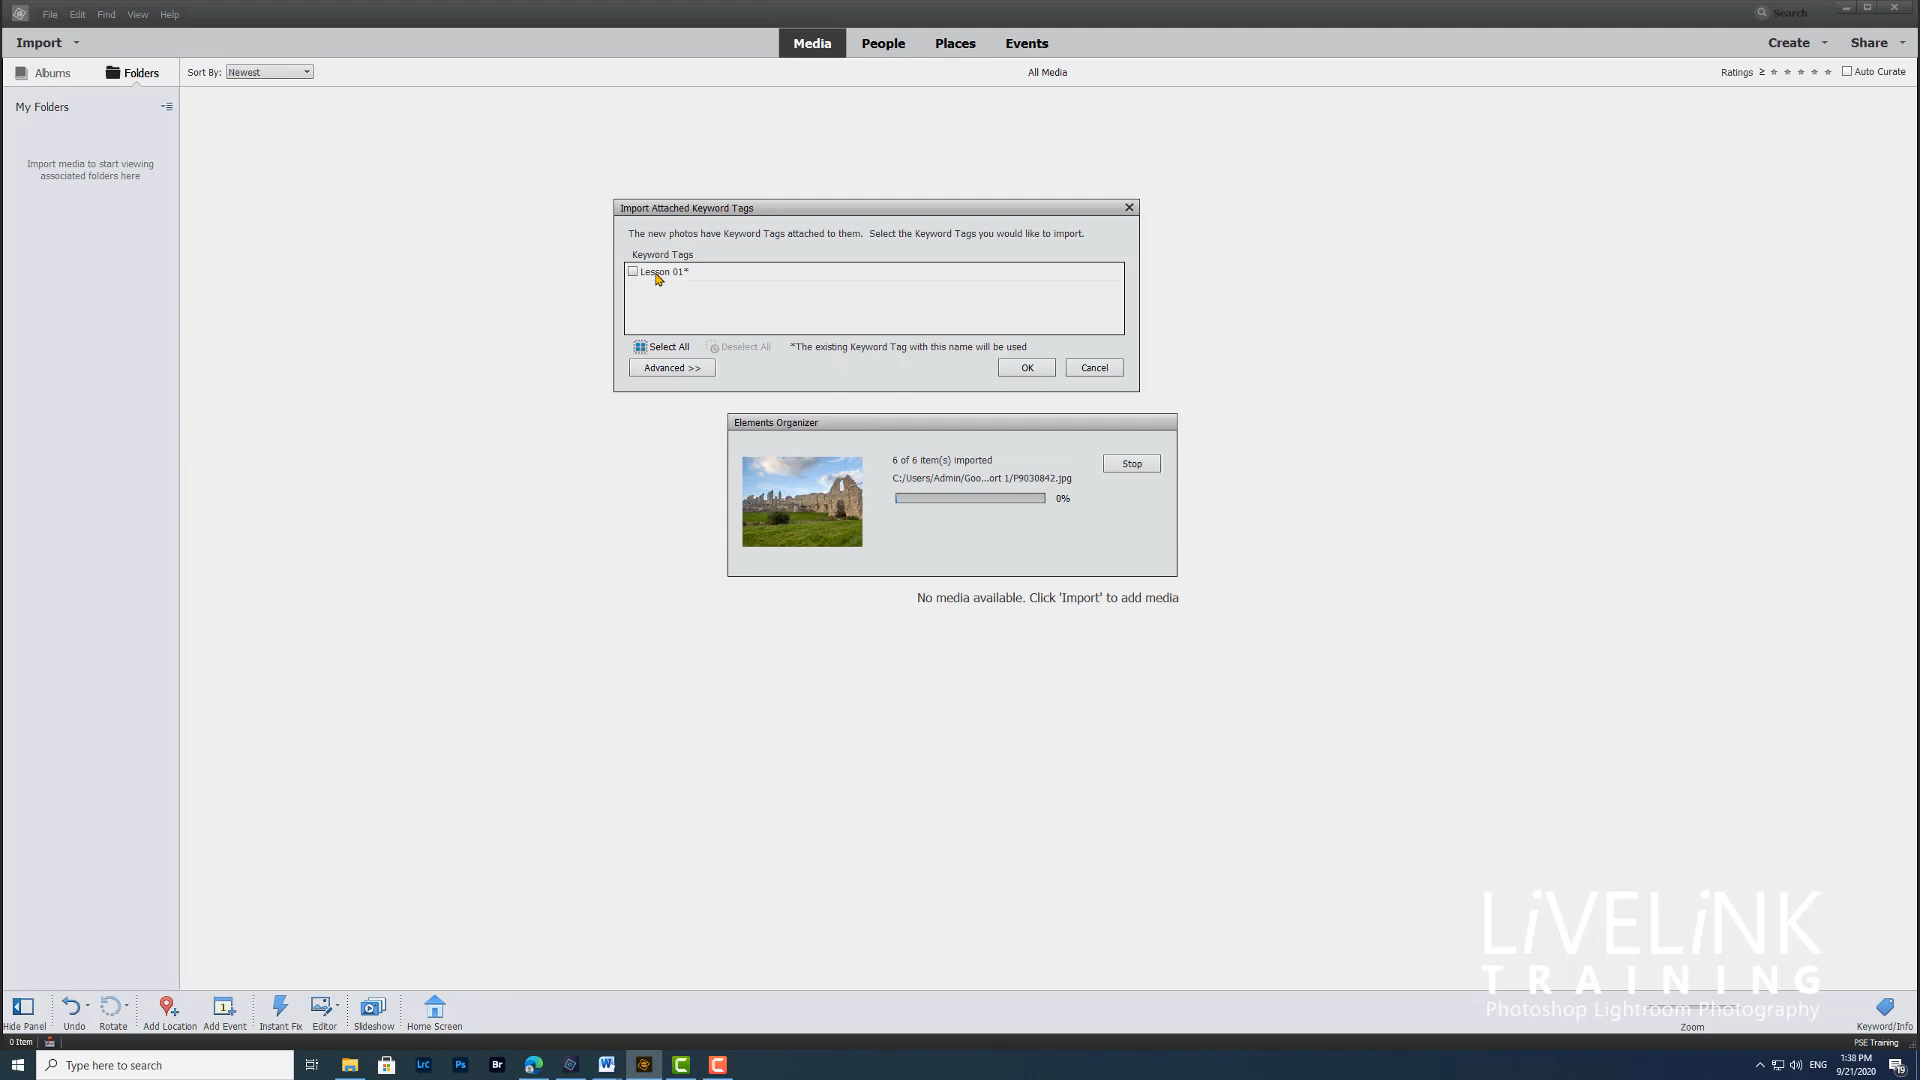 File Edit Find View Help
Search
Import
Media People Places Events
Create Share
Albums Folders
Sort By: Newest
All Media
Ratings ≥
Auto Curate
My Folders
Import media to start viewing
associated folders here
Import Attached Keyword Tags
The new photos have Keyword Tags attached to them. Select the Keyword Tags you would like to import.
Keyword Tags
Lesson 01*
Select All
Deselect All
*The existing Keyword Tag with this name will be used
Advanced >>
OK
Cancel
Elements Organizer
6 of 6 item(s) imported
Stop
C:/Users/Admin/Goo...ort 1/P9030842.jpg
0%
No media available. Click 'Import' to add media
LiVELiNK
TRAINING
Photoshop Lightroom Photography
Hide Panel
Undo
Rotate
Add Location
1
Add Event
Instant Fix
Editor
Slideshow
Home Screen
Zoom
Keyword/Info
0 Item
PSE Training
Type here to search
LrC
Ps
Br
W
C
C
ENG
1:38 PM
9/21/2020
19